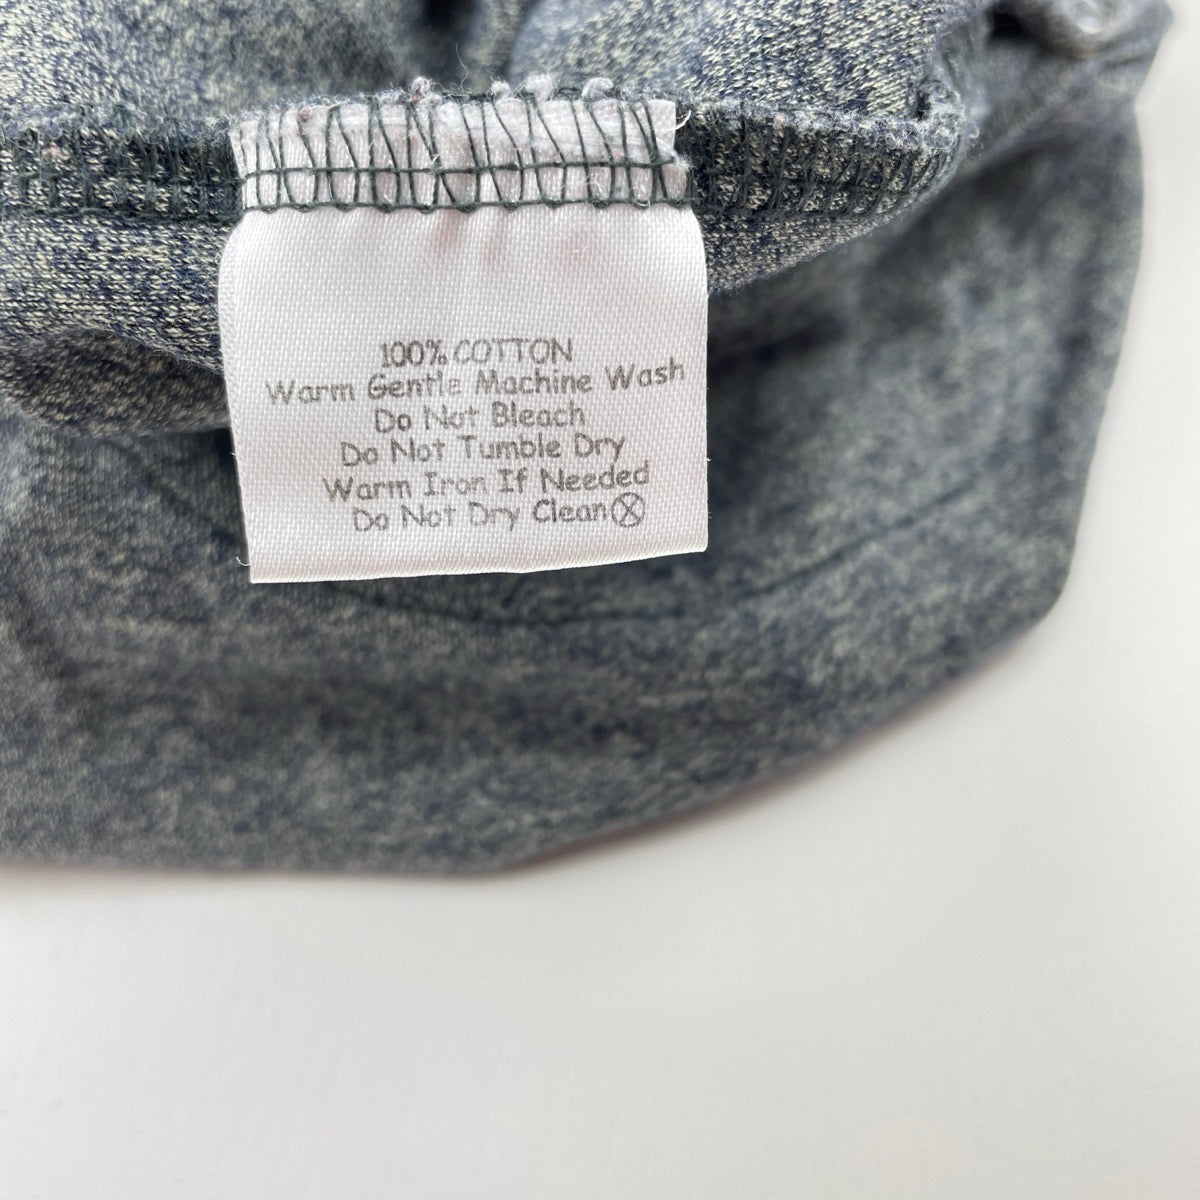 100% COTTON
Warm Gentle Machine Wash
Do Not Bleach
Do Not Tumble Dry
Warm Iron If Needed
Do Not Dry Clean